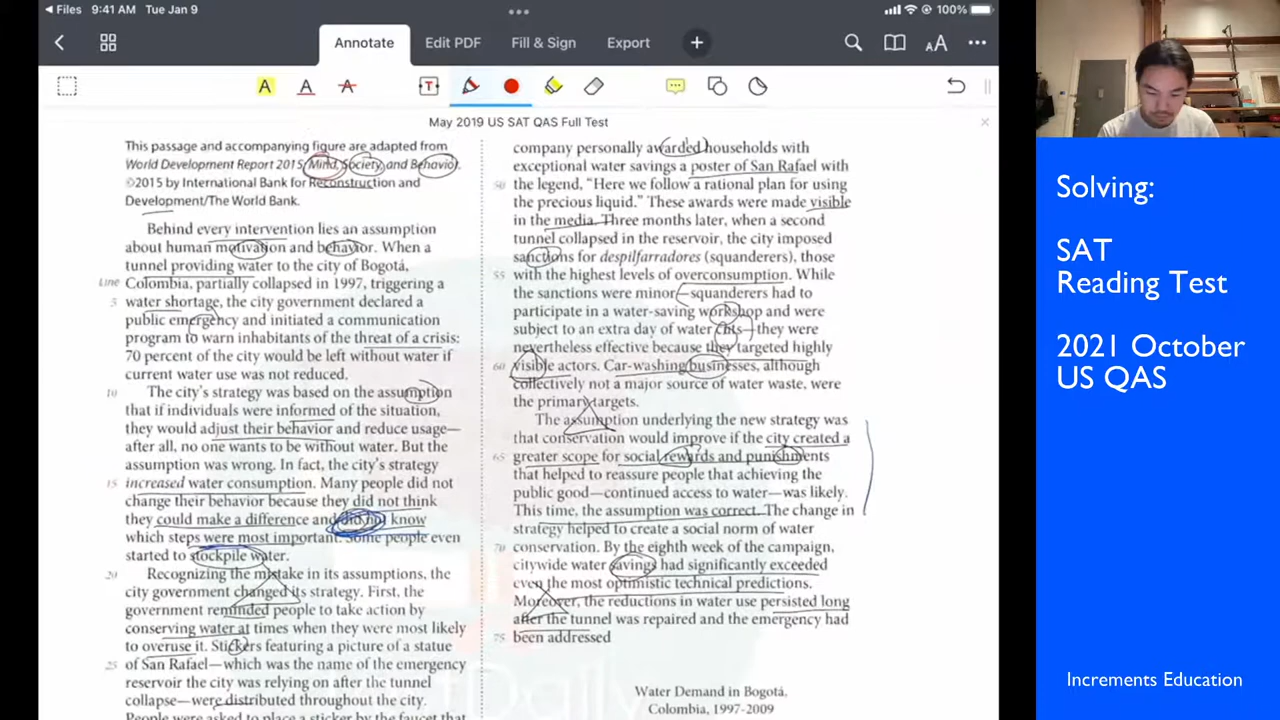 Files 9:41 AM Tue Jan 9
100%
Annotate
Edit PDF
Fill & Sign
Export
AA
A
A
A
T
May 2019 US SAT QAS Full Test
This passage and accompanying figure are adapted from
World Development Report 2015: Mind, Society, and Behavior.
©2015 by International Bank for Reconstruction and
Development/The World Bank.
Behind every intervention lies an assumption
about human motivation and behavior. When a
tunnel providing water to the city of Bogotá,
Line Colombia, partially collapsed in 1997, triggering a
5 water shortage, the city government declared a
public emergency and initiated a communication
program to warn inhabitants of the threat of a crisis:
70 percent of the city would be left without water if
current water use was not reduced.
10 The city's strategy was based on the assumption
that if individuals were informed of the situation,
they would adjust their behavior and reduce usage—
after all, no one wants to be without water. But the
assumption was wrong. In fact, the city's strategy
15 increased water consumption. Many people did not
change their behavior because they did not think
they could make a difference and did not know
which steps were most important. Some people even
started to stockpile water.
20 Recognizing the mistake in its assumptions, the
city government changed its strategy. First, the
government reminded people to take action by
conserving water at times when they were most likely
to overuse it. Stickers featuring a picture of a statue
25 of San Rafael—which was the name of the emergency
reservoir the city was relying on after the tunnel
collapse—were distributed throughout the city.
People were asked to place a sticker by the faucet that
company personally awarded households with
exceptional water savings a poster of San Rafael with
50 the legend, "Here we follow a rational plan for using
the precious liquid." These awards were made visible
in the media. Three months later, when a second
tunnel collapsed in the reservoir, the city imposed
sanctions for despilfarradores (squanderers), those
55 with the highest levels of overconsumption. While
the sanctions were minor—squanderers had to
participate in a water-saving workshop and were
subject to an extra day of water cuts—they were
nevertheless effective because they targeted highly
60 visible actors. Car-washing businesses, although
collectively not a major source of water waste, were
the primary targets.
The assumption underlying the new strategy was
that conservation would improve if the city created a
65 greater scope for social rewards and punishments
that helped to reassure people that achieving the
public good—continued access to water—was likely.
This time, the assumption was correct. The change in
strategy helped to create a social norm of water
70 conservation. By the eighth week of the campaign,
citywide water savings had significantly exceeded
even the most optimistic technical predictions.
Moreover, the reductions in water use persisted long
after the tunnel was repaired and the emergency had
75 been addressed
Water Demand in Bogotá,
Colombia, 1997-2009
Solving:
SAT
Reading Test
2021 October
US QAS
Increments Education